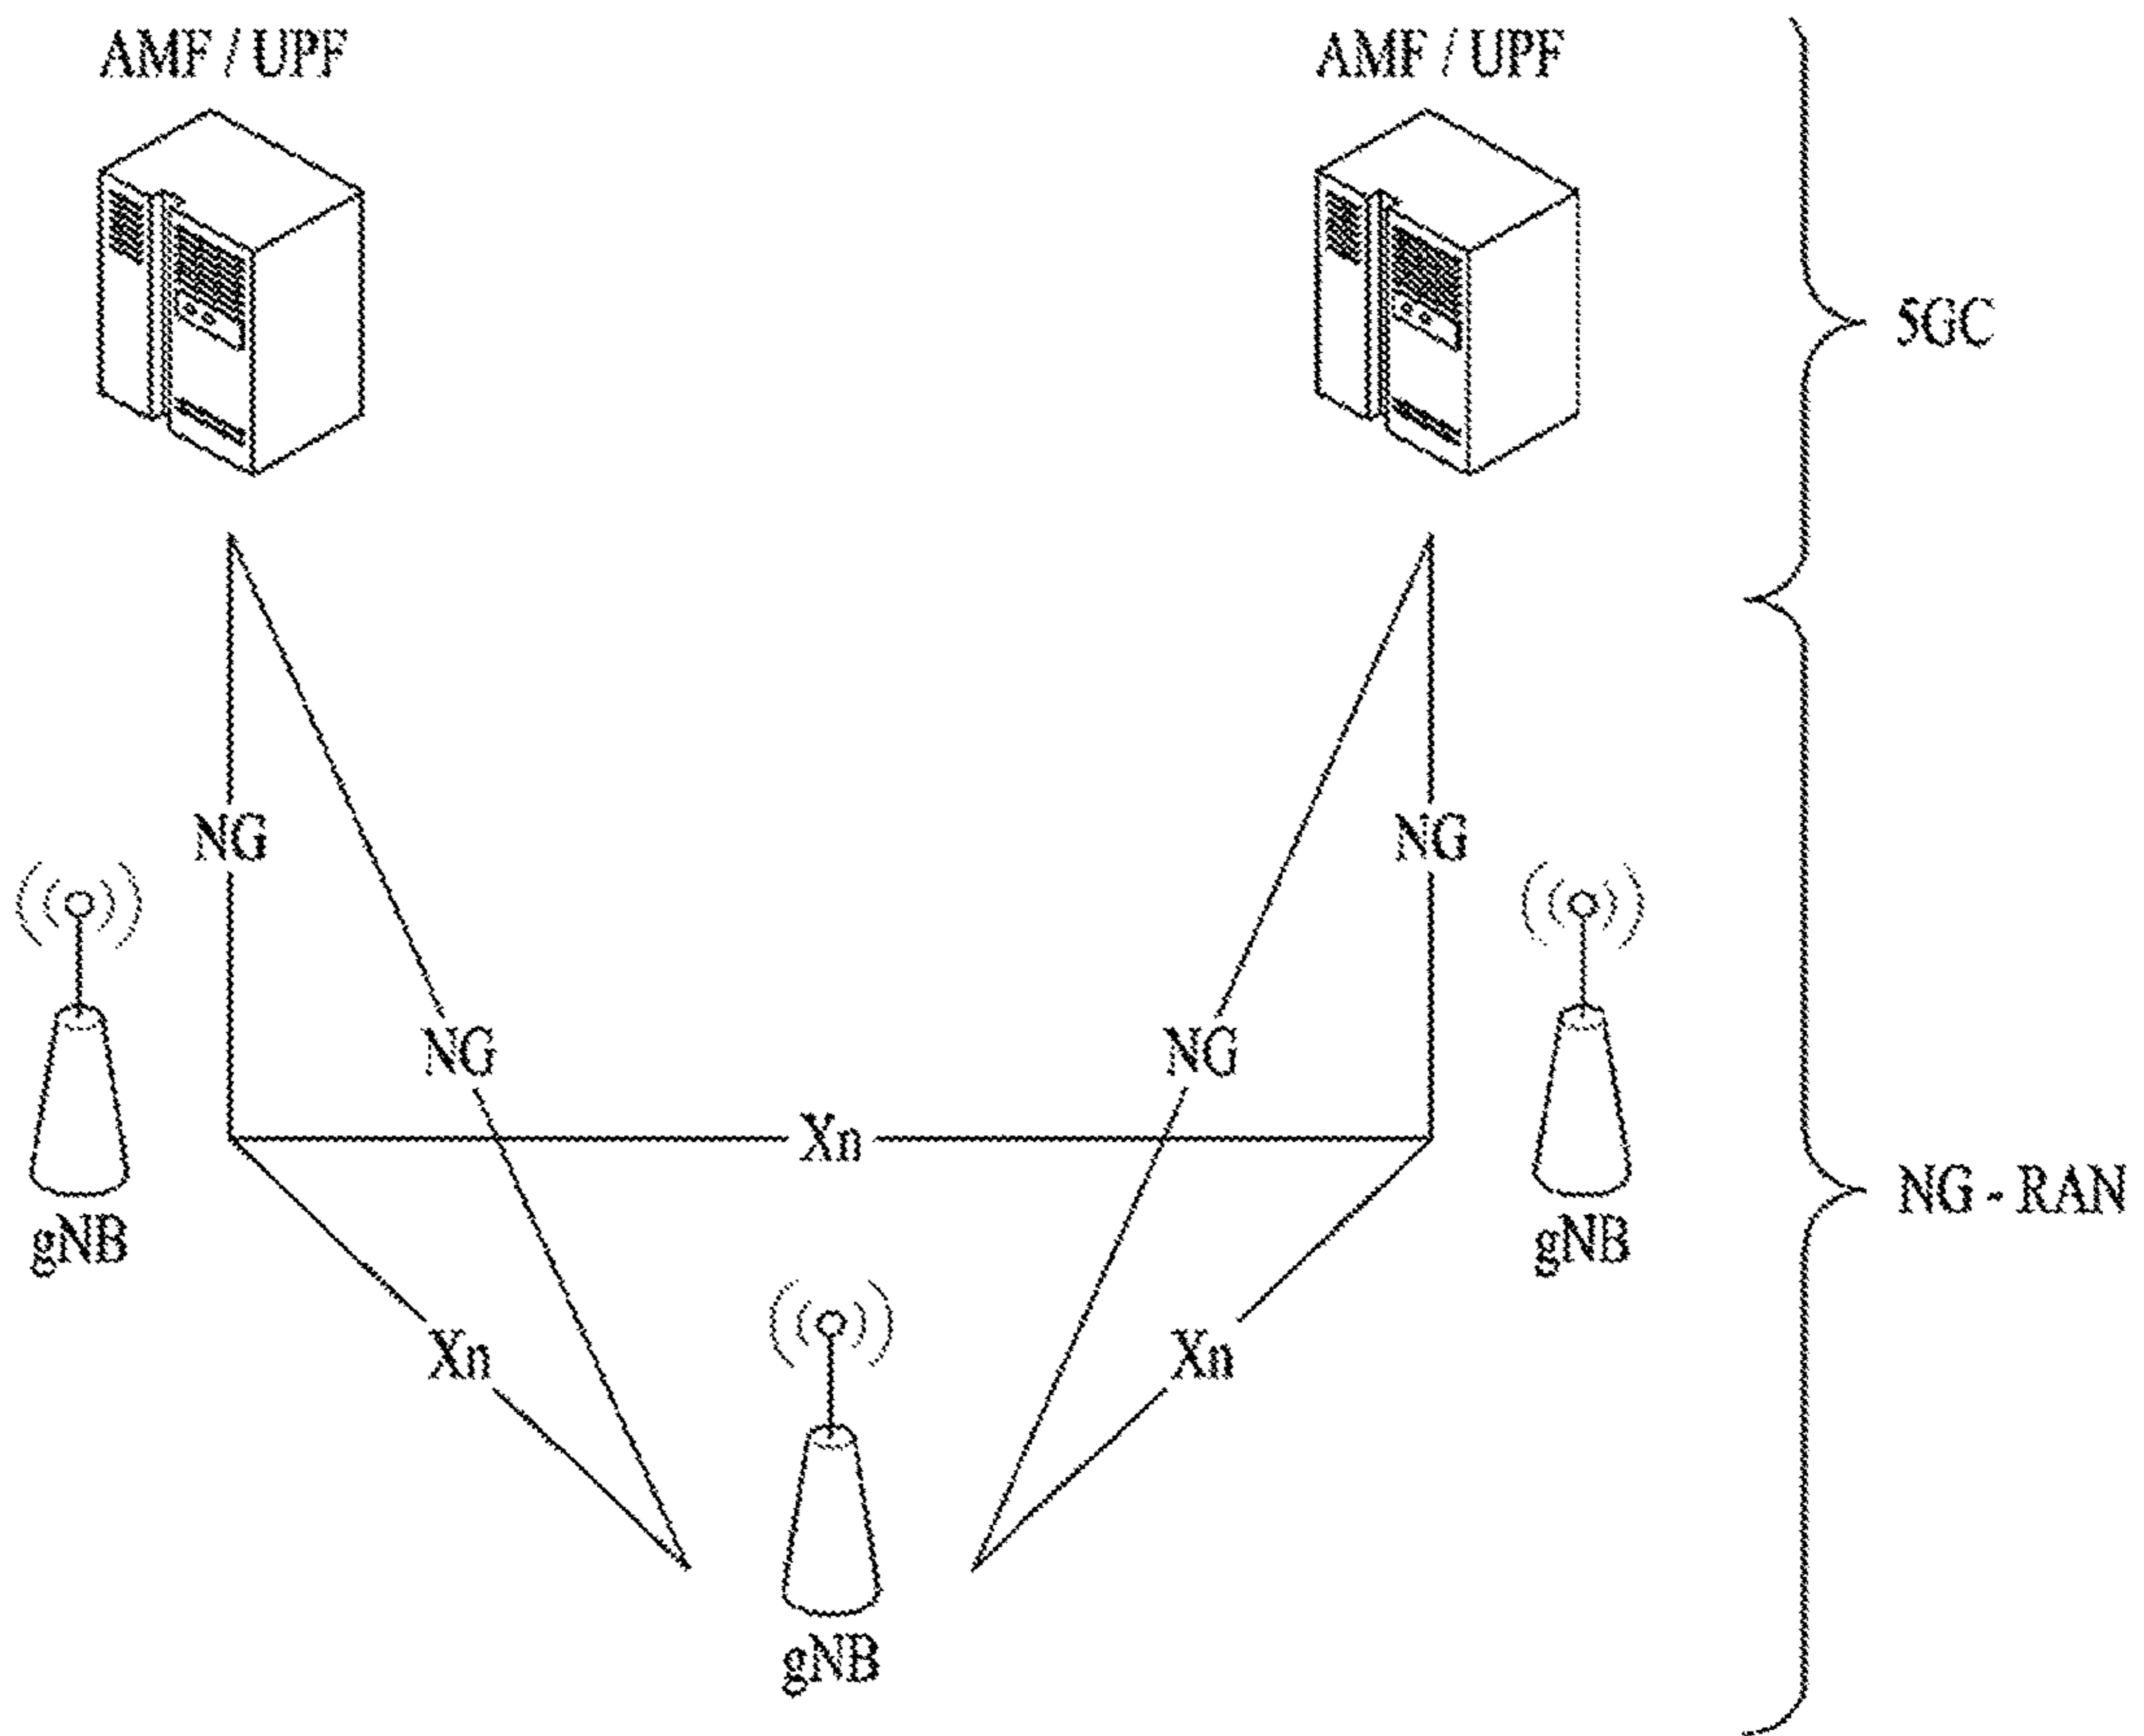 AMF / UPF
AMF / UPF
5GC
NG
NG
NG
NG
Xn
gNB
gNB
NG - RAN
Xn
Xn
gNB